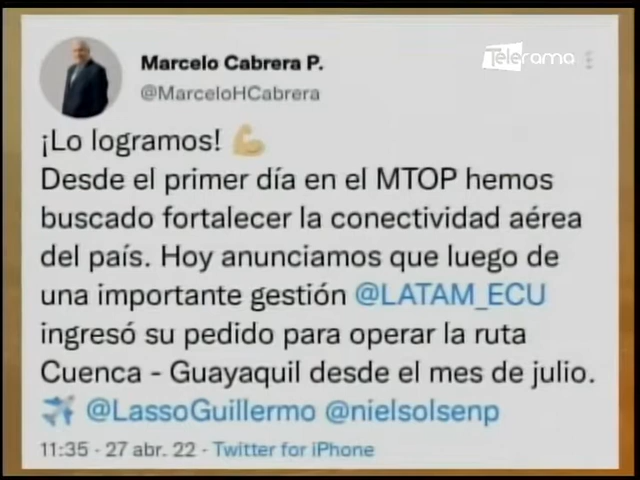 Telerama
Marcelo Cabrera P.
@MarceloHCabrera
¡Lo logramos! 💪
Desde el primer día en el MTOP hemos
buscado fortalecer la conectividad aérea
del país. Hoy anunciamos que luego de
una importante gestión @LATAM_ECU
ingresó su pedido para operar la ruta
Cuenca - Guayaquil desde el mes de julio.
✈️ @LassoGuillermo @nielsolsenp
11:35 - 27 abr. 22 - Twitter for iPhone